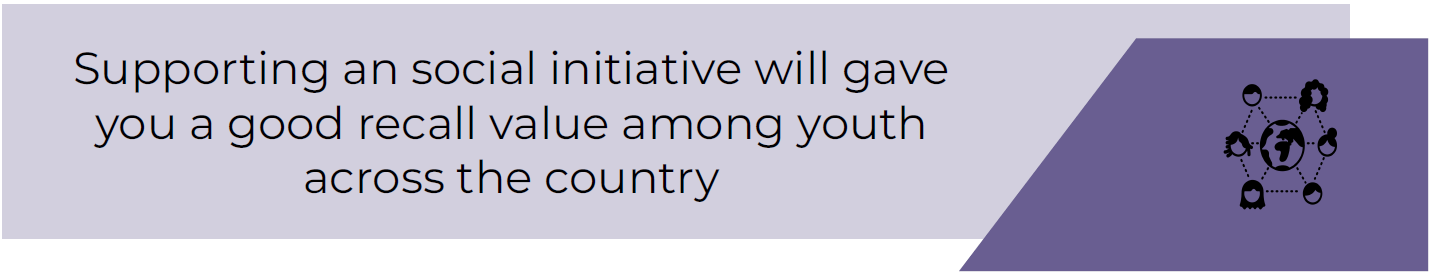 Supporting an social initiative will gave
you a good recall value among youth
across the country